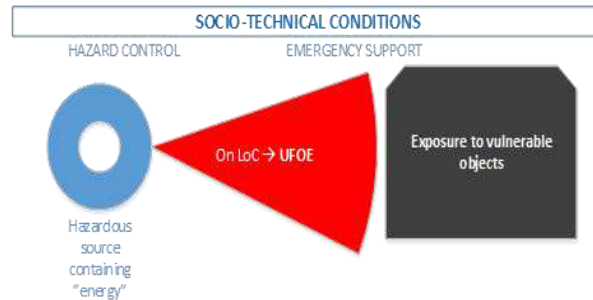 SOCIO-TECHNICAL CONDITIONS
HAZARD CONTROL EMERGENCY SUPPORT
On LoC → UFOE
Exposure to vulnerable
objects
Hazardous
source
containing
"energy"